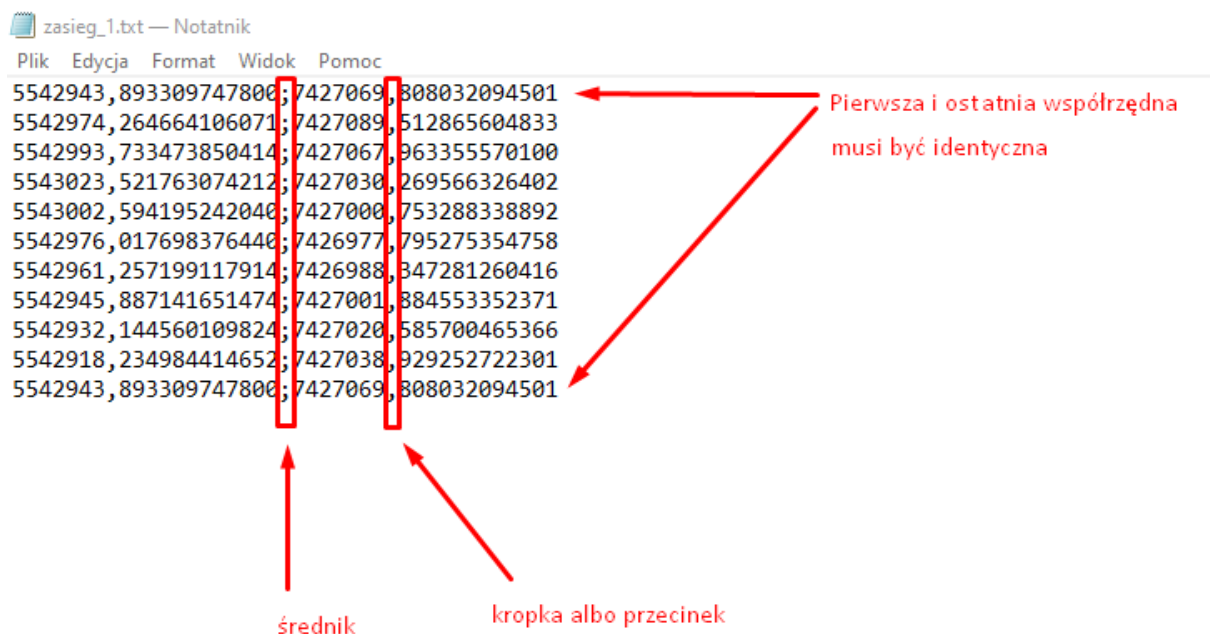 zasieg_1.txt — Notatnik
Plik Edycja Format Widok Pomoc
5542943,893309747800;7427069,808032094501
5542974,264664106071;7427089,512865604833
5542993,733473850414;7427067,963355570100
5543023,521763074212;7427030,269566326402
5543002,594195242040;7427000,753288338892
5542976,017698376440;7426977,795275354758
5542961,257199117914;7426988,347281260416
5542945,887141651474;7427001,884553352371
5542932,144560109824;7427020,585700465366
5542918,234984414652;7427038,929252722301
5542943,893309747800;7427069,808032094501
Pierwsza i ostatnia współrzędna
musi być identyczna
średnik
kropka albo przecinek